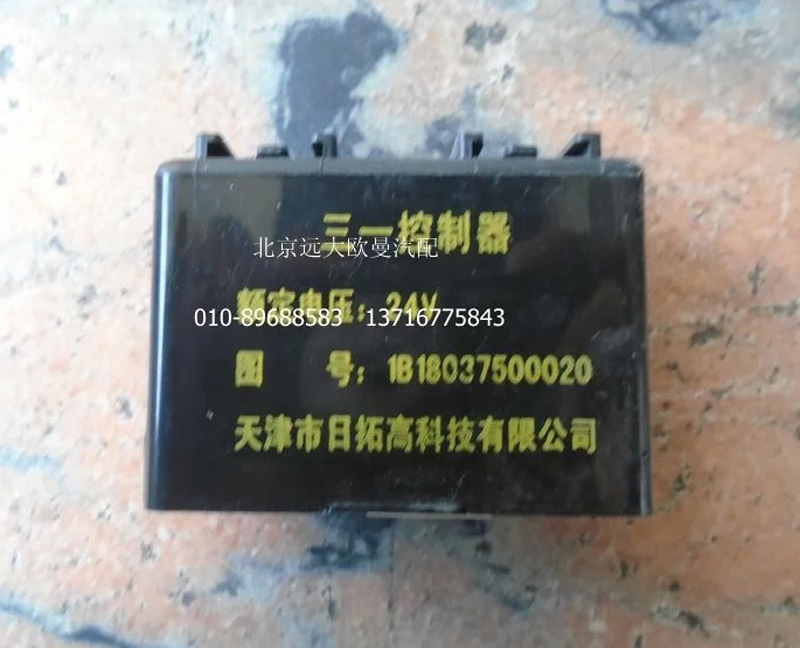 三一控制器
北京远大欧曼汽配
额定电压：24V
010-89688583 13716775843
图 号：1B18037500020
天津市日拓高科技有限公司